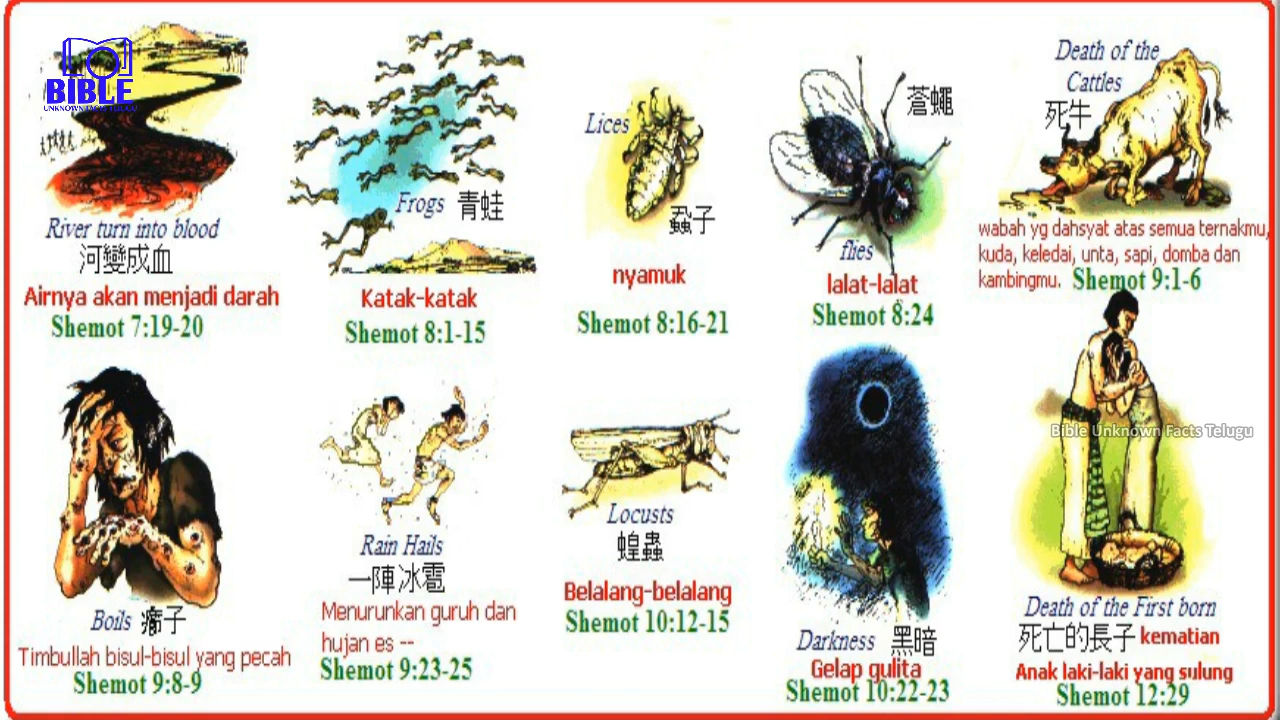 BIBLE
UNKNOWN FACTS TELUGU
River turn into blood
河變成血
Airnya akan menjadi darah
Shemot 7:19-20
Frogs 青蛙
Katak-katak
Shemot 8:1-15
Lices
蝨子
nyamuk
Shemot 8:16-21
蒼蠅
flies
lalat-lalat
Shemot 8:24
Death of the
Cattles
死牛
wabah yg dahsyat atas semua ternakmu,
kuda, keledai, unta, sapi, domba dan
kambingmu. Shemot 9:1-6
Boils
子
Timbullah bisul-bisul yang pecah
Shemot 9:8-9
Rain Hails
一陣冰雹
Menurunkan guruh dan
hujan es --
Shemot 9:23-25
Locusts
蝗蟲
Belalang-belalang
Shemot 10:12-15
Darkness 黑暗
Gelap gulita
Shemot 10:22-23
Bible Unknown Facts Telugu
Death of the First born
死亡的長子 kematian
Anak laki-laki yang sulung
Shemot 12:29